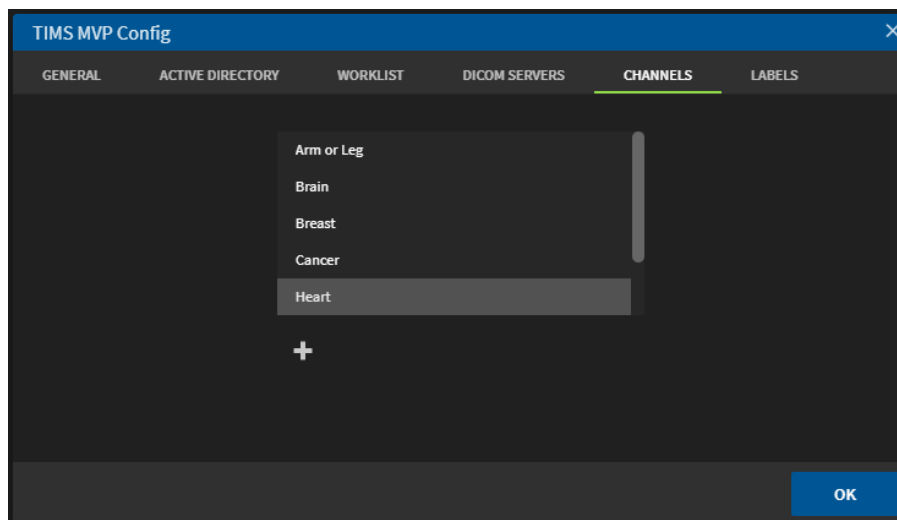 TIMS MVP Config
GENERAL ACTIVE DIRECTORY WORKLIST DICOM SERVERS CHANNELS LABELS
Arm or Leg
Brain
Breast
Cancer
Heart
OK